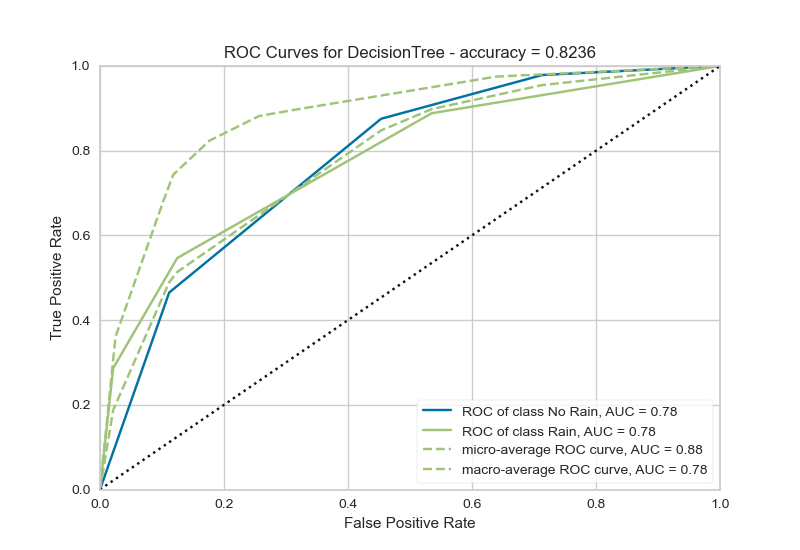 ROC Curves for DecisionTree - accuracy = 0.8236
True Positive Rate
1.0
0.8
0.6
0.4
0.2
0.0
ROC of class No Rain, AUC = 0.78
ROC of class Rain, AUC = 0.78
micro-average ROC curve, AUC = 0.88
macro-average ROC curve, AUC = 0.78
0.0 0.2 0.4 0.6 0.8 1.0
False Positive Rate